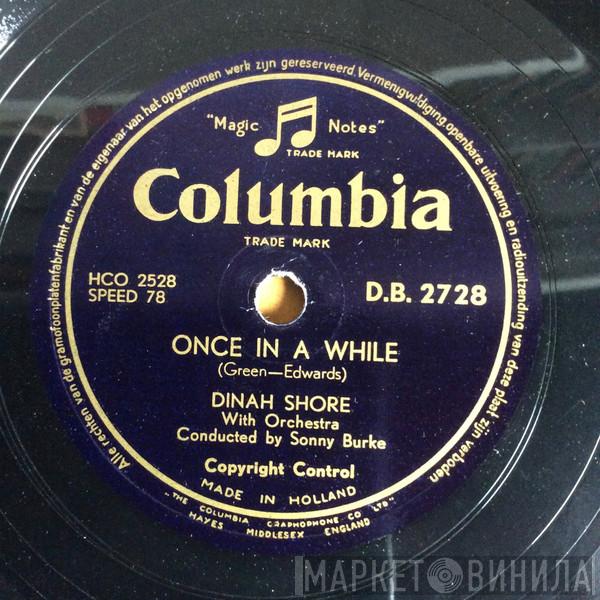 Alle rechten van de gramofoonplatenfabrikant en van de eigenaar van het opgenomen werk zijn gereserveerd. Vermenigvuldiging, openbare uitvoering en radiouitzending van deze plaat zijn verboden
"Magic Notes"
TRADE MARK
Columbia
TRADE MARK
HCO 2528
SPEED 78
D.B. 2728
ONCE IN A WHILE
(Green—Edwards)
DINAH SHORE
With Orchestra
Conducted by Sonny Burke
Copyright Control
MADE IN HOLLAND
"THE COLUMBIA GRAPHOPHONE CO LTD"
HAYES MIDDLESEX ENGLAND
МАРКЕТ ВИНИЛА